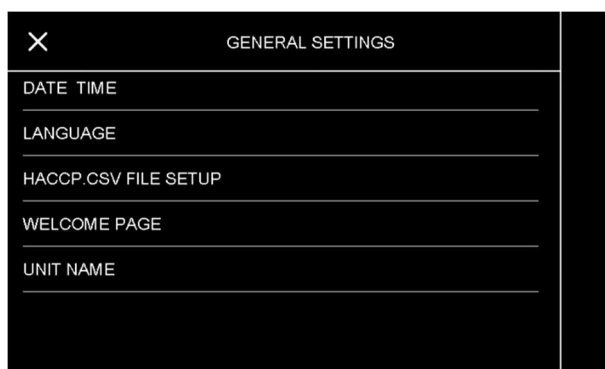 GENERAL SETTINGS
DATE TIME
LANGUAGE
HACCP.CSV FILE SETUP
WELCOME PAGE
UNIT NAME